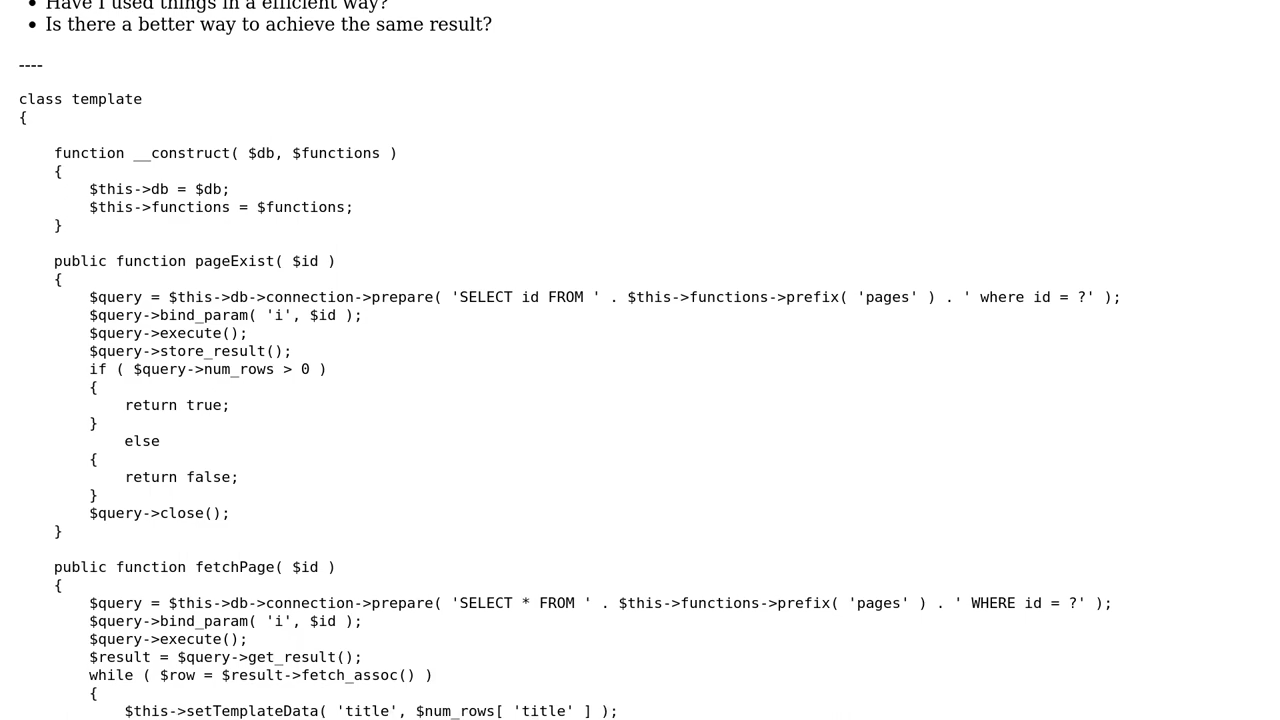 Have I used things in a efficient way?
Is there a better way to achieve the same result?
----
class template
{
function __construct( $db, $functions )
{
$this->db = $db;
$this->functions = $functions;
}
public function pageExist( $id )
{
$query = $this->db->connection->prepare( 'SELECT id FROM ' . $this->functions->prefix( 'pages' ) . ' where id = ?' );
$query->bind_param( 'i', $id );
$query->execute();
$query->store_result();
if ( $query->num_rows > 0 )
{
return true;
}
else
{
return false;
}
$query->close();
}
public function fetchPage( $id )
{
$query = $this->db->connection->prepare( 'SELECT * FROM ' . $this->functions->prefix( 'pages' ) . ' WHERE id = ?' );
$query->bind_param( 'i', $id );
$query->execute();
$result = $query->get_result();
while ( $row = $result->fetch_assoc() )
{
$this->setTemplateData( 'title', $num_rows[ 'title' ] );